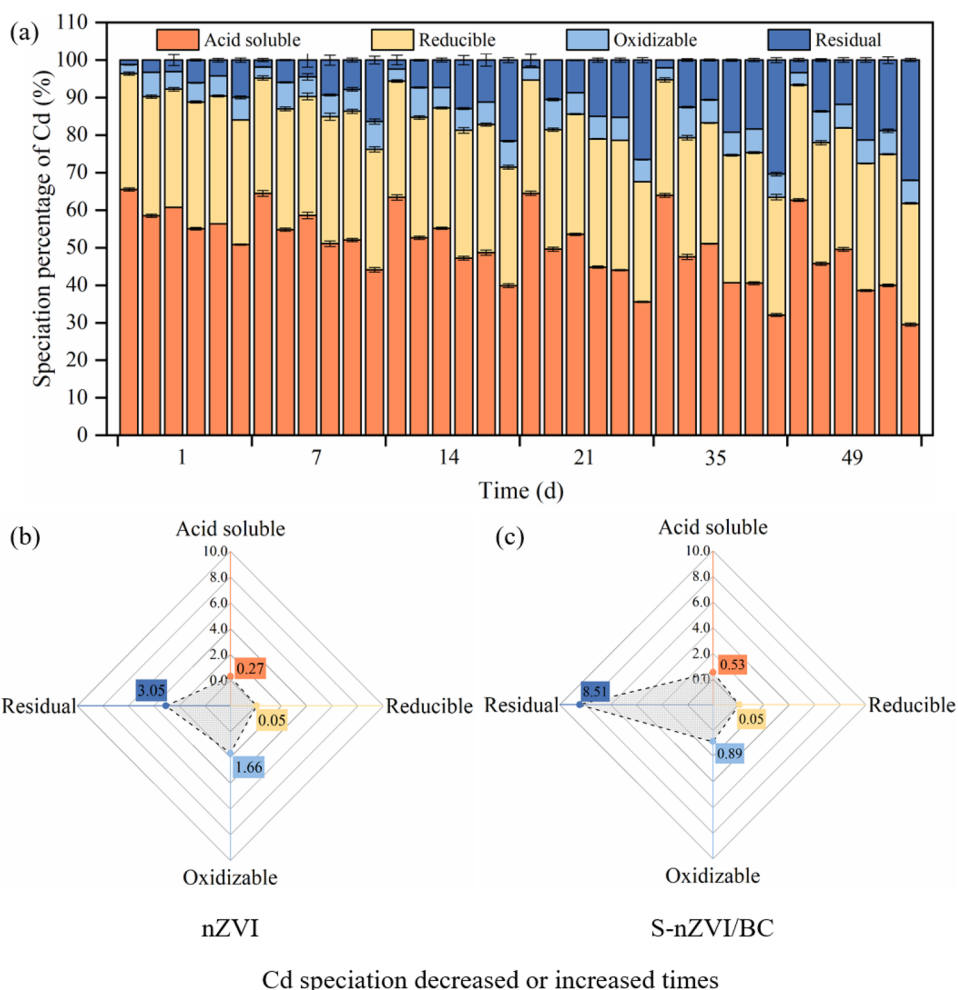 (a)
Acid soluble Reducible Oxidizable Residual
Speciation percentage of Cd (%)
110
100
90
80
70
60
50
40
30
20
10
0
1 7 14 21 35 49
Time (d)
(b)
Acid soluble
10.0
8.0
6.0
4.0
2.0
0.0
0.27
Residual
3.05
Reducible
0.05
1.66
Oxidizable
nZVI
(c)
Acid soluble
10.0
8.0
6.0
4.0
2.0
0.0
0.53
Residual
8.51
Reducible
0.05
0.89
Oxidizable
S-nZVI/BC
Cd speciation decreased or increased times